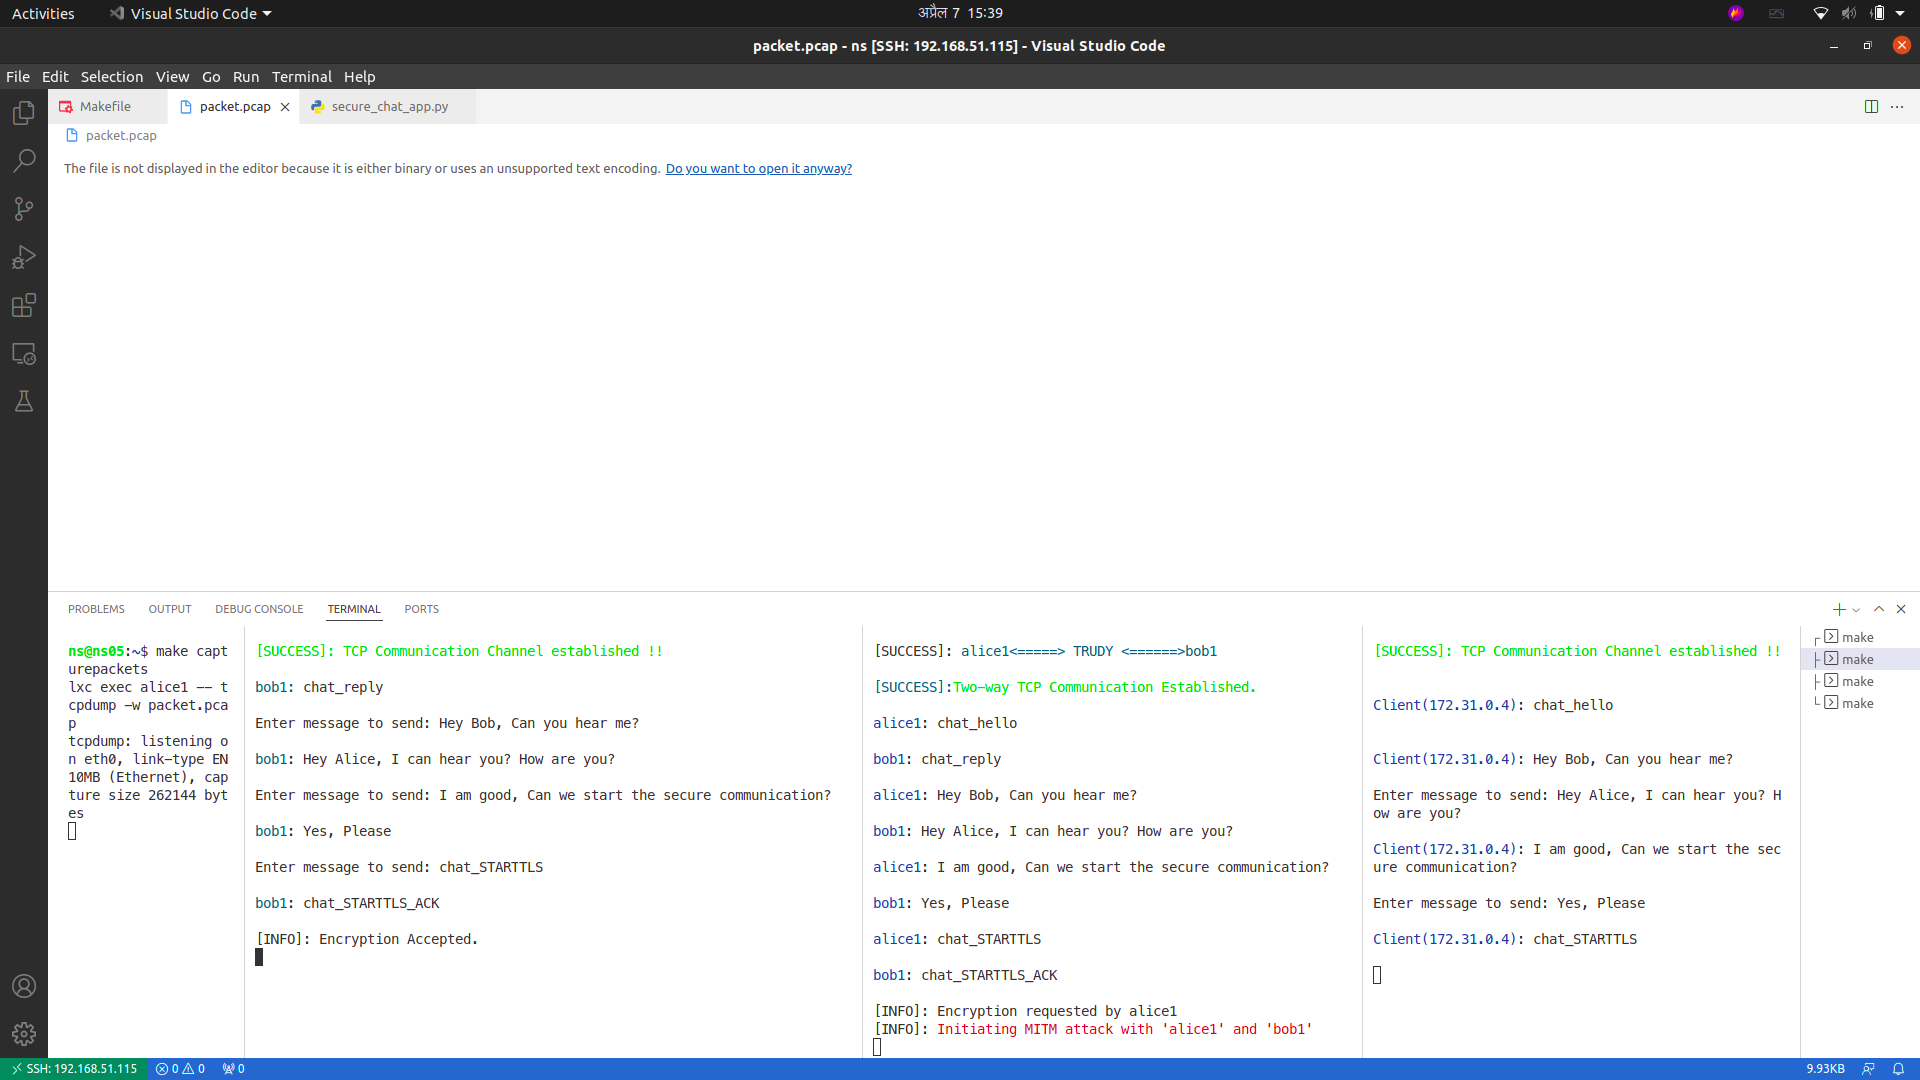 Activities
Visual Studio Code
अप्रैल 7 15:39
packet.pcap - ns [SSH: 192.168.51.115] - Visual Studio Code
File Edit Selection View Go Run Terminal Help
Makefile
packet.pcap
secure_chat_app.py
packet.pcap
The file is not displayed in the editor because it is either binary or uses an unsupported text encoding. Do you want to open it anyway?
PROBLEMS OUTPUT DEBUG CONSOLE TERMINAL PORTS
ns@ns05:~$ make capt
urepackets
lxc exec alice1 -- t
cpdump -w packet.pca
p
tcpdump: listening o
n eth0, link-type EN
10MB (Ethernet), cap
ture size 262144 byt
es
[SUCCESS]: TCP Communication Channel established !!
bob1: chat_reply
Enter message to send: Hey Bob, Can you hear me?
bob1: Hey Alice, I can hear you? How are you?
Enter message to send: I am good, Can we start the secure communication?
bob1: Yes, Please
Enter message to send: chat_STARTTLS
bob1: chat_STARTTLS_ACK
[INFO]: Encryption Accepted.
[SUCCESS]: alice1<=====> TRUDY <======>bob1
[SUCCESS]:Two-way TCP Communication Established.
alice1: chat_hello
bob1: chat_reply
alice1: Hey Bob, Can you hear me?
bob1: Hey Alice, I can hear you? How are you?
alice1: I am good, Can we start the secure communication?
bob1: Yes, Please
alice1: chat_STARTTLS
bob1: chat_STARTTLS_ACK
[INFO]: Encryption requested by alice1
[INFO]: Initiating MITM attack with 'alice1' and 'bob1'
[SUCCESS]: TCP Communication Channel established !!
Client(172.31.0.4): chat_hello
Client(172.31.0.4): Hey Bob, Can you hear me?
Enter message to send: Hey Alice, I can hear you? H
ow are you?
Client(172.31.0.4): I am good, Can we start the sec
ure communication?
Enter message to send: Yes, Please
Client(172.31.0.4): chat_STARTTLS
make
make
make
make
SSH: 192.168.51.115
0 0
0
9.93KB